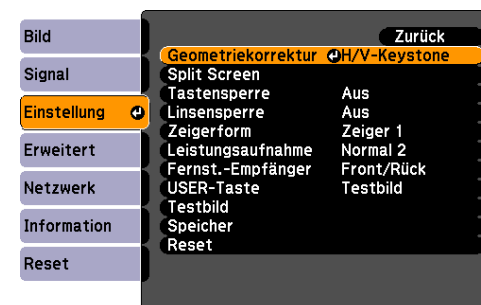 Bild
Signal
Einstellung
Erweitert
Netzwerk
Information
Reset
Zurück
Geometriekorrektur H/V-Keystone
Split Screen
Tastensperre Aus
Linsensperre Aus
Zeigerform Zeiger 1
Leistungsaufnahme Normal 2
Fernst.-Empfänger Front/Rück
USER-Taste Testbild
Testbild
Speicher
Reset